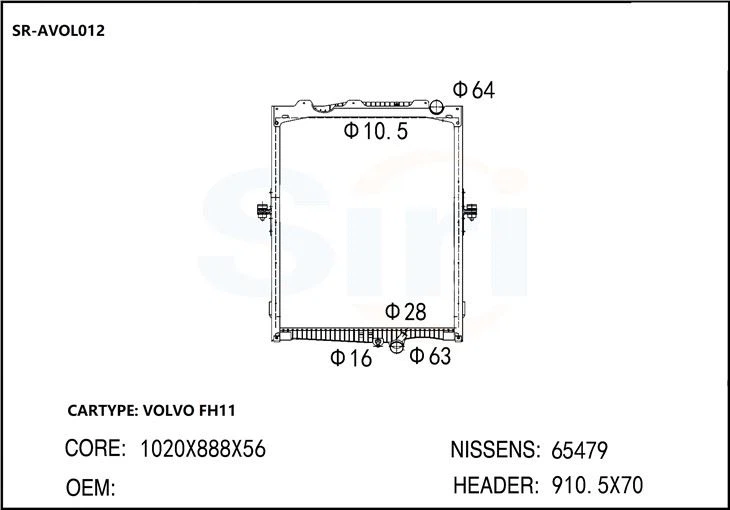 SR-AVOL012
Φ64
Φ10.5
Siri
Φ28
Φ16
Φ63
CARTYPE: VOLVO FH11
CORE: 1020X888X56
NISSENS: 65479
OEM:
HEADER: 910.5X70